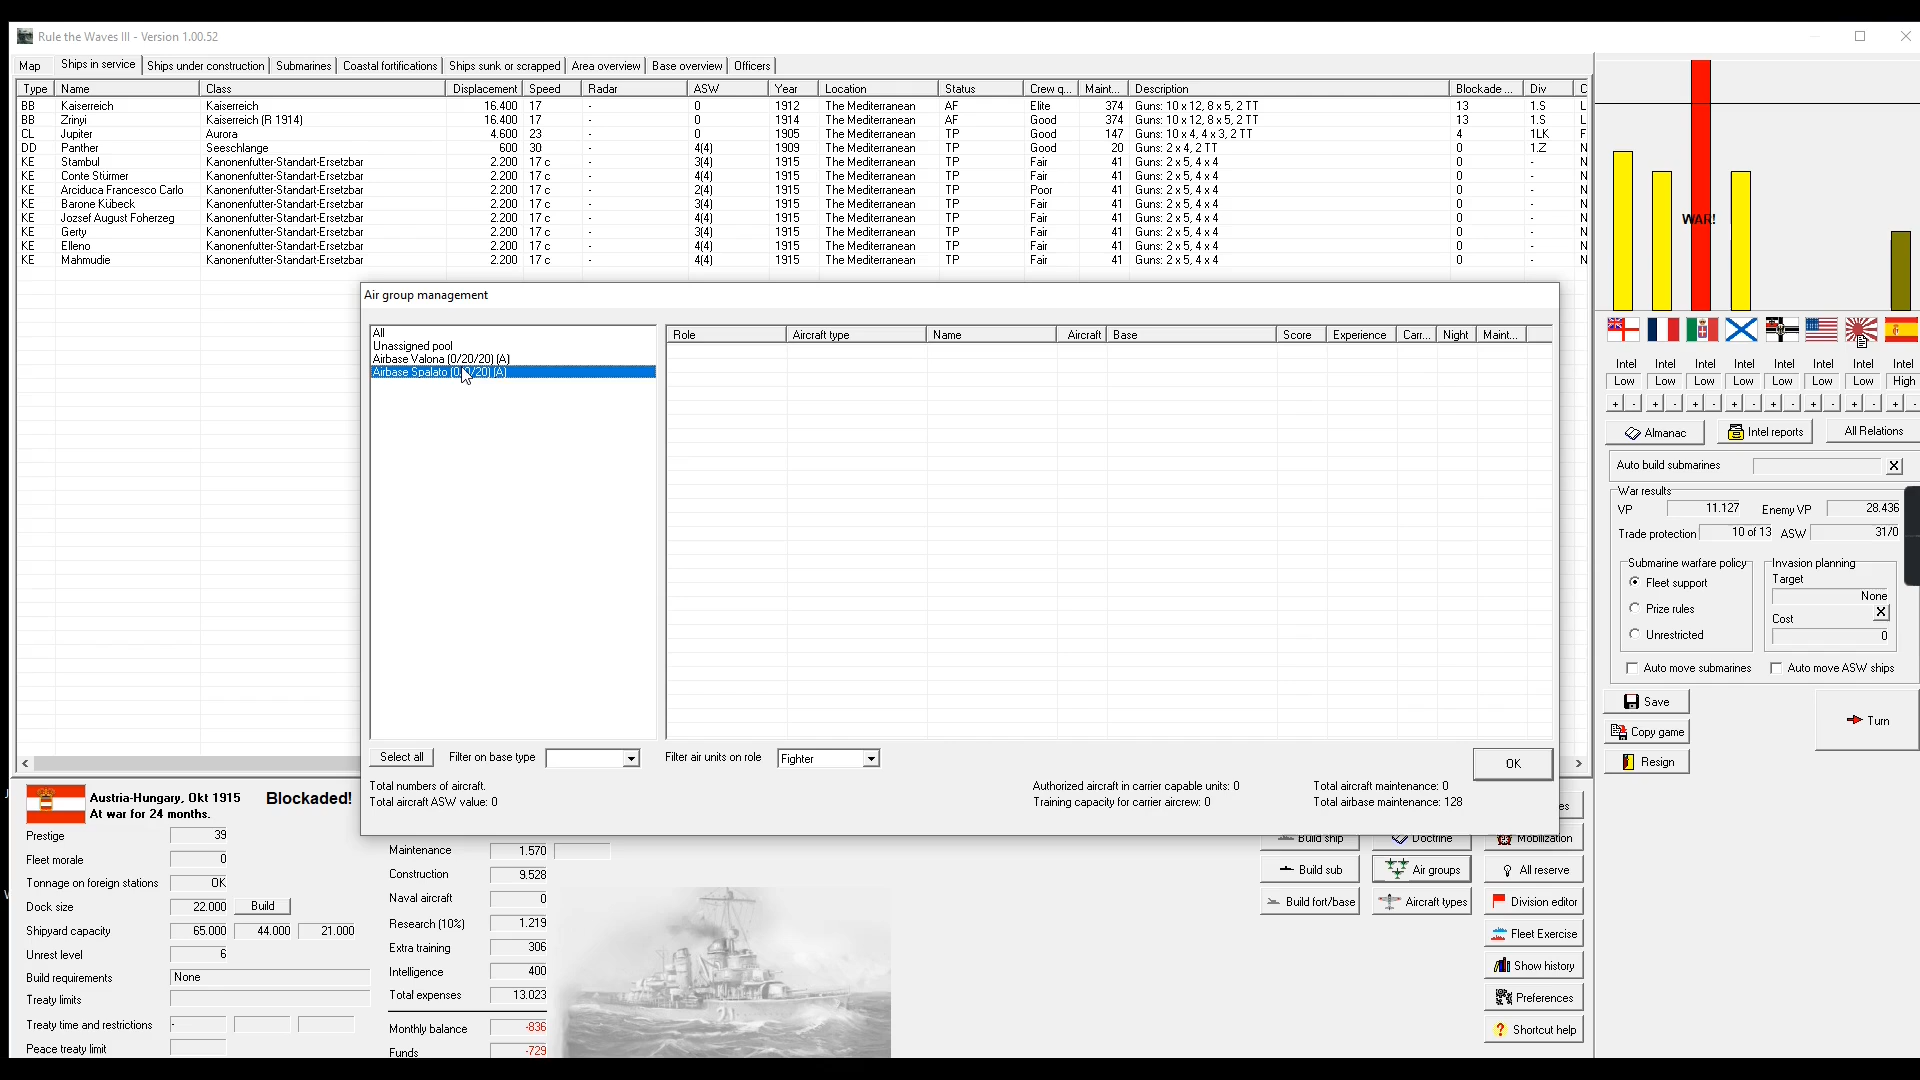 Rule the Waves III - Version 1.00.52
Map Ships in service Ships under construction Submarines Coastal fortifications Ships sunk or scrapped Area overview Base overview Officers
Type Name Class Displacement Speed Radar ASW Year Location Status Crew q... Maint... Description Blockade ... Div C
BB Kaiserreich Kaiserreich 16.400 17 - 0 1912 The Mediterranean AF Elite 374 Guns: 10 x 12, 8 x 5, 2 TT 13 1.S L
BB Zrinyi Kaiserreich (R 1914) 16.400 17 - 0 1914 The Mediterranean AF Good 374 Guns: 10 x 12, 8 x 5, 2 TT 13 1.S L
CL Jupiter Aurora 4.600 23 - 0 1905 The Mediterranean TP Good 147 Guns: 10 x 4, 4 x 3, 2 TT 4 1LK F
DD Panther Seeschlange 600 30 - 4(4) 1909 The Mediterranean TP Good 20 Guns: 2 x 4, 2 TT 0 1.Z N
KE Stambul Kanonenfutter-Standart-Ersetzbar 2.200 17 c - 3(4) 1915 The Mediterranean TP Fair 41 Guns: 2 x 5, 4 x 4 0 - N
KE Conte Stürmer Kanonenfutter-Standart-Ersetzbar 2.200 17 c - 4(4) 1915 The Mediterranean TP Fair 41 Guns: 2 x 5, 4 x 4 0 - N
KE Arciduca Francesco Carlo Kanonenfutter-Standart-Ersetzbar 2.200 17 c - 2(4) 1915 The Mediterranean TP Poor 41 Guns: 2 x 5, 4 x 4 0 - N
KE Barone Kübeck Kanonenfutter-Standart-Ersetzbar 2.200 17 c - 3(4) 1915 The Mediterranean TP Fair 41 Guns: 2 x 5, 4 x 4 0 - N
KE Jozsef August Foherzeg Kanonenfutter-Standart-Ersetzbar 2.200 17 c - 4(4) 1915 The Mediterranean TP Fair 41 Guns: 2 x 5, 4 x 4 0 - N
KE Gerty Kanonenfutter-Standart-Ersetzbar 2.200 17 c - 3(4) 1915 The Mediterranean TP Fair 41 Guns: 2 x 5, 4 x 4 0 - N
KE Elleno Kanonenfutter-Standart-Ersetzbar 2.200 17 c - 4(4) 1915 The Mediterranean TP Fair 41 Guns: 2 x 5, 4 x 4 0 - N
KE Mahmudie Kanonenfutter-Standart-Ersetzbar 2.200 17 c - 4(4) 1915 The Mediterranean TP Fair 41 Guns: 2 x 5, 4 x 4 0 - N
WAR!
Air group management
All
Unassigned pool
Airbase Valona (0/20/20) (A)
Airbase Spalato (0/ /20) (A)
Role Aircraft type Name Aircraft Base Score Experience Carr... Night Maint...
Select all Filter on base type Filter air units on role Fighter OK
Total numbers of aircraft. Authorized aircraft in carrier capable units: 0 Total aircraft maintenance: 0
Total aircraft ASW value: 0 Training capacity for carrier aircrew: 0 Total airbase maintenance: 128
Intel Intel Intel Intel Intel Intel Intel Intel
Low Low Low Low Low Low Low High
+ - + - + - + - + - + - + - + -
Almanac Intel reports All Relations
Auto build submarines X
War results
VP 11.127 Enemy VP 28.436
Trade protection 10 of 13 ASW 31/0
Submarine warfare policy
Fleet support
Prize rules
Unrestricted
Invasion planning
Target
None
Cost X
0
Auto move submarines Auto move ASW ships
Save
Copy game
Resign
Turn
Austria-Hungary, Okt 1915 Blockaded!
At war for 24 months.
Prestige 39
Fleet morale 0
Tonnage on foreign stations OK
Dock size 22.000 Build
Shipyard capacity 65.000 44.000 21.000
Unrest level 6
Build requirements None
Treaty limits
Treaty time and restrictions -
Peace treaty limit
Maintenance 1.570
Construction 9.528
Naval aircraft 0
Research (10%) 1.219
Extra training 306
Intelligence 400
Total expenses 13.023
Monthly balance -836
Funds -729
21
es
Build ship Doctrine Mobilization
Build sub Air groups All reserve
Build fort/base Aircraft types Division editor
Fleet Exercise
Show history
Preferences
? Shortcut help